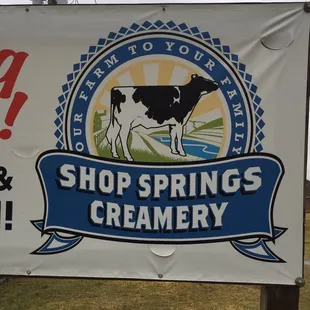 a
!
&
!
OUR FARM TO YOUR FAMILY
SHOP SPRINGS
CREAMERY